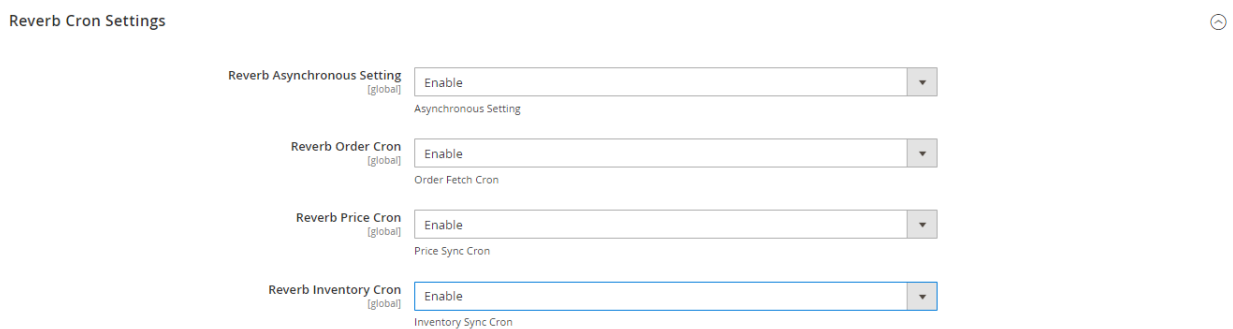 Reverb Cron Settings
Reverb Asynchronous Setting
[global]
Enable
Asynchronous Setting
Reverb Order Cron
[global]
Enable
Order Fetch Cron
Reverb Price Cron
[global]
Enable
Price Sync Cron
Reverb Inventory Cron
[global]
Enable
Inventory Sync Cron